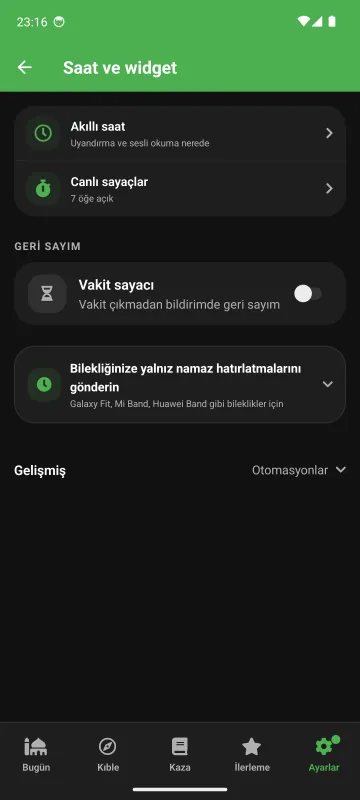 23:16
Saat ve widget
Akıllı saat
Uyandırma ve sesli okuma nerede
Canlı sayaçlar
7 öğe açık
GERİ SAYIM
Vakit sayacı
Vakit çıkmadan bildirimde geri sayım
Bilekliğinize yalnız namaz hatırlatmalarını
gönderin
Galaxy Fit, Mi Band, Huawei Band gibi bileklikler için
Gelişmiş
Otomasyonlar
Bugün
Kıble
Kaza
İlerleme
Ayarlar